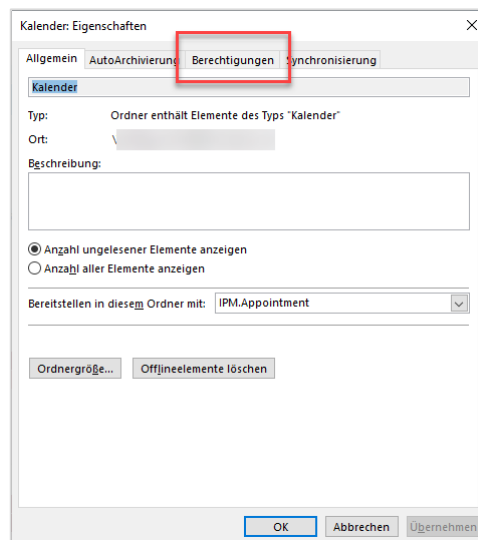 Kalender: Eigenschaften
Allgemein AutoArchivierung Berechtigungen Synchronisierung
Kalender
Typ: Ordner enthält Elemente des Typs "Kalender"
Ort: \
Beschreibung:
Anzahl ungelesener Elemente anzeigen
Anzahl aller Elemente anzeigen
Bereitstellen in diesem Ordner mit: IPM.Appointment
Ordnergröße... Offlineelemente löschen
OK Abbrechen Übernehmen